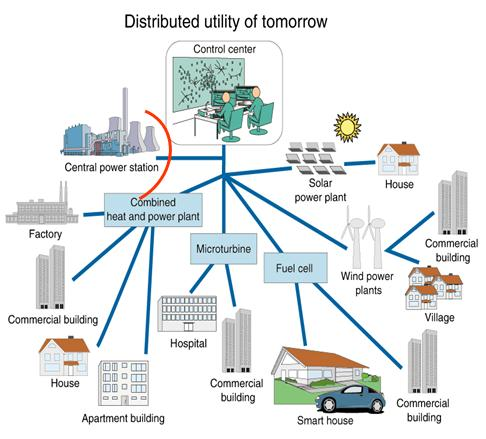 Distributed utility of tomorrow
Control center
Central power station
Solar
power plant
House
Combined
heat and power plant
Factory
Microturbine
Fuel cell
Wind power
plants
Commercial
building
Village
Commercial building
Hospital
House
Apartment building
Commercial
building
Smart house
Commercial
building